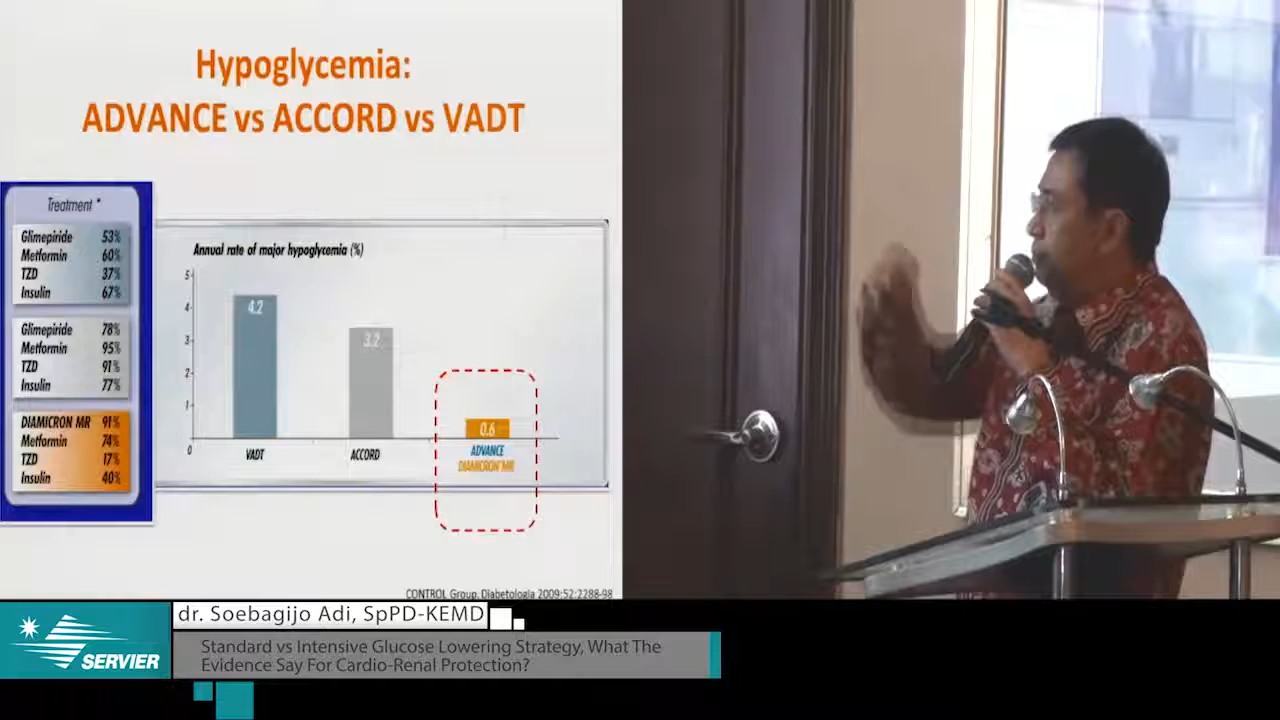 Hypoglycemia:
ADVANCE vs ACCORD vs VADT
Treatment *
Glimepiride 53%
Metformin 60%
TZD 37%
Insulin 67%
Glimepiride 78%
Metformin 95%
TZD 91%
Insulin 77%
DIAMICRON MR 91%
Metformin 74%
TZD 17%
Insulin 40%
Annual rate of major hypoglycemia (%)
5
4
3
2
1
0
4.2
3.2
0.6
VADT
ACCORD
ADVANCE
DIAMICRON MR
CONTROL Group. Diabetologia 2009:52:2288-98
SERVIER
dr. Soebagijo Adi, SpPD-KEMD
Standard vs Intensive Glucose Lowering Strategy, What The
Evidence Say For Cardio-Renal Protection?